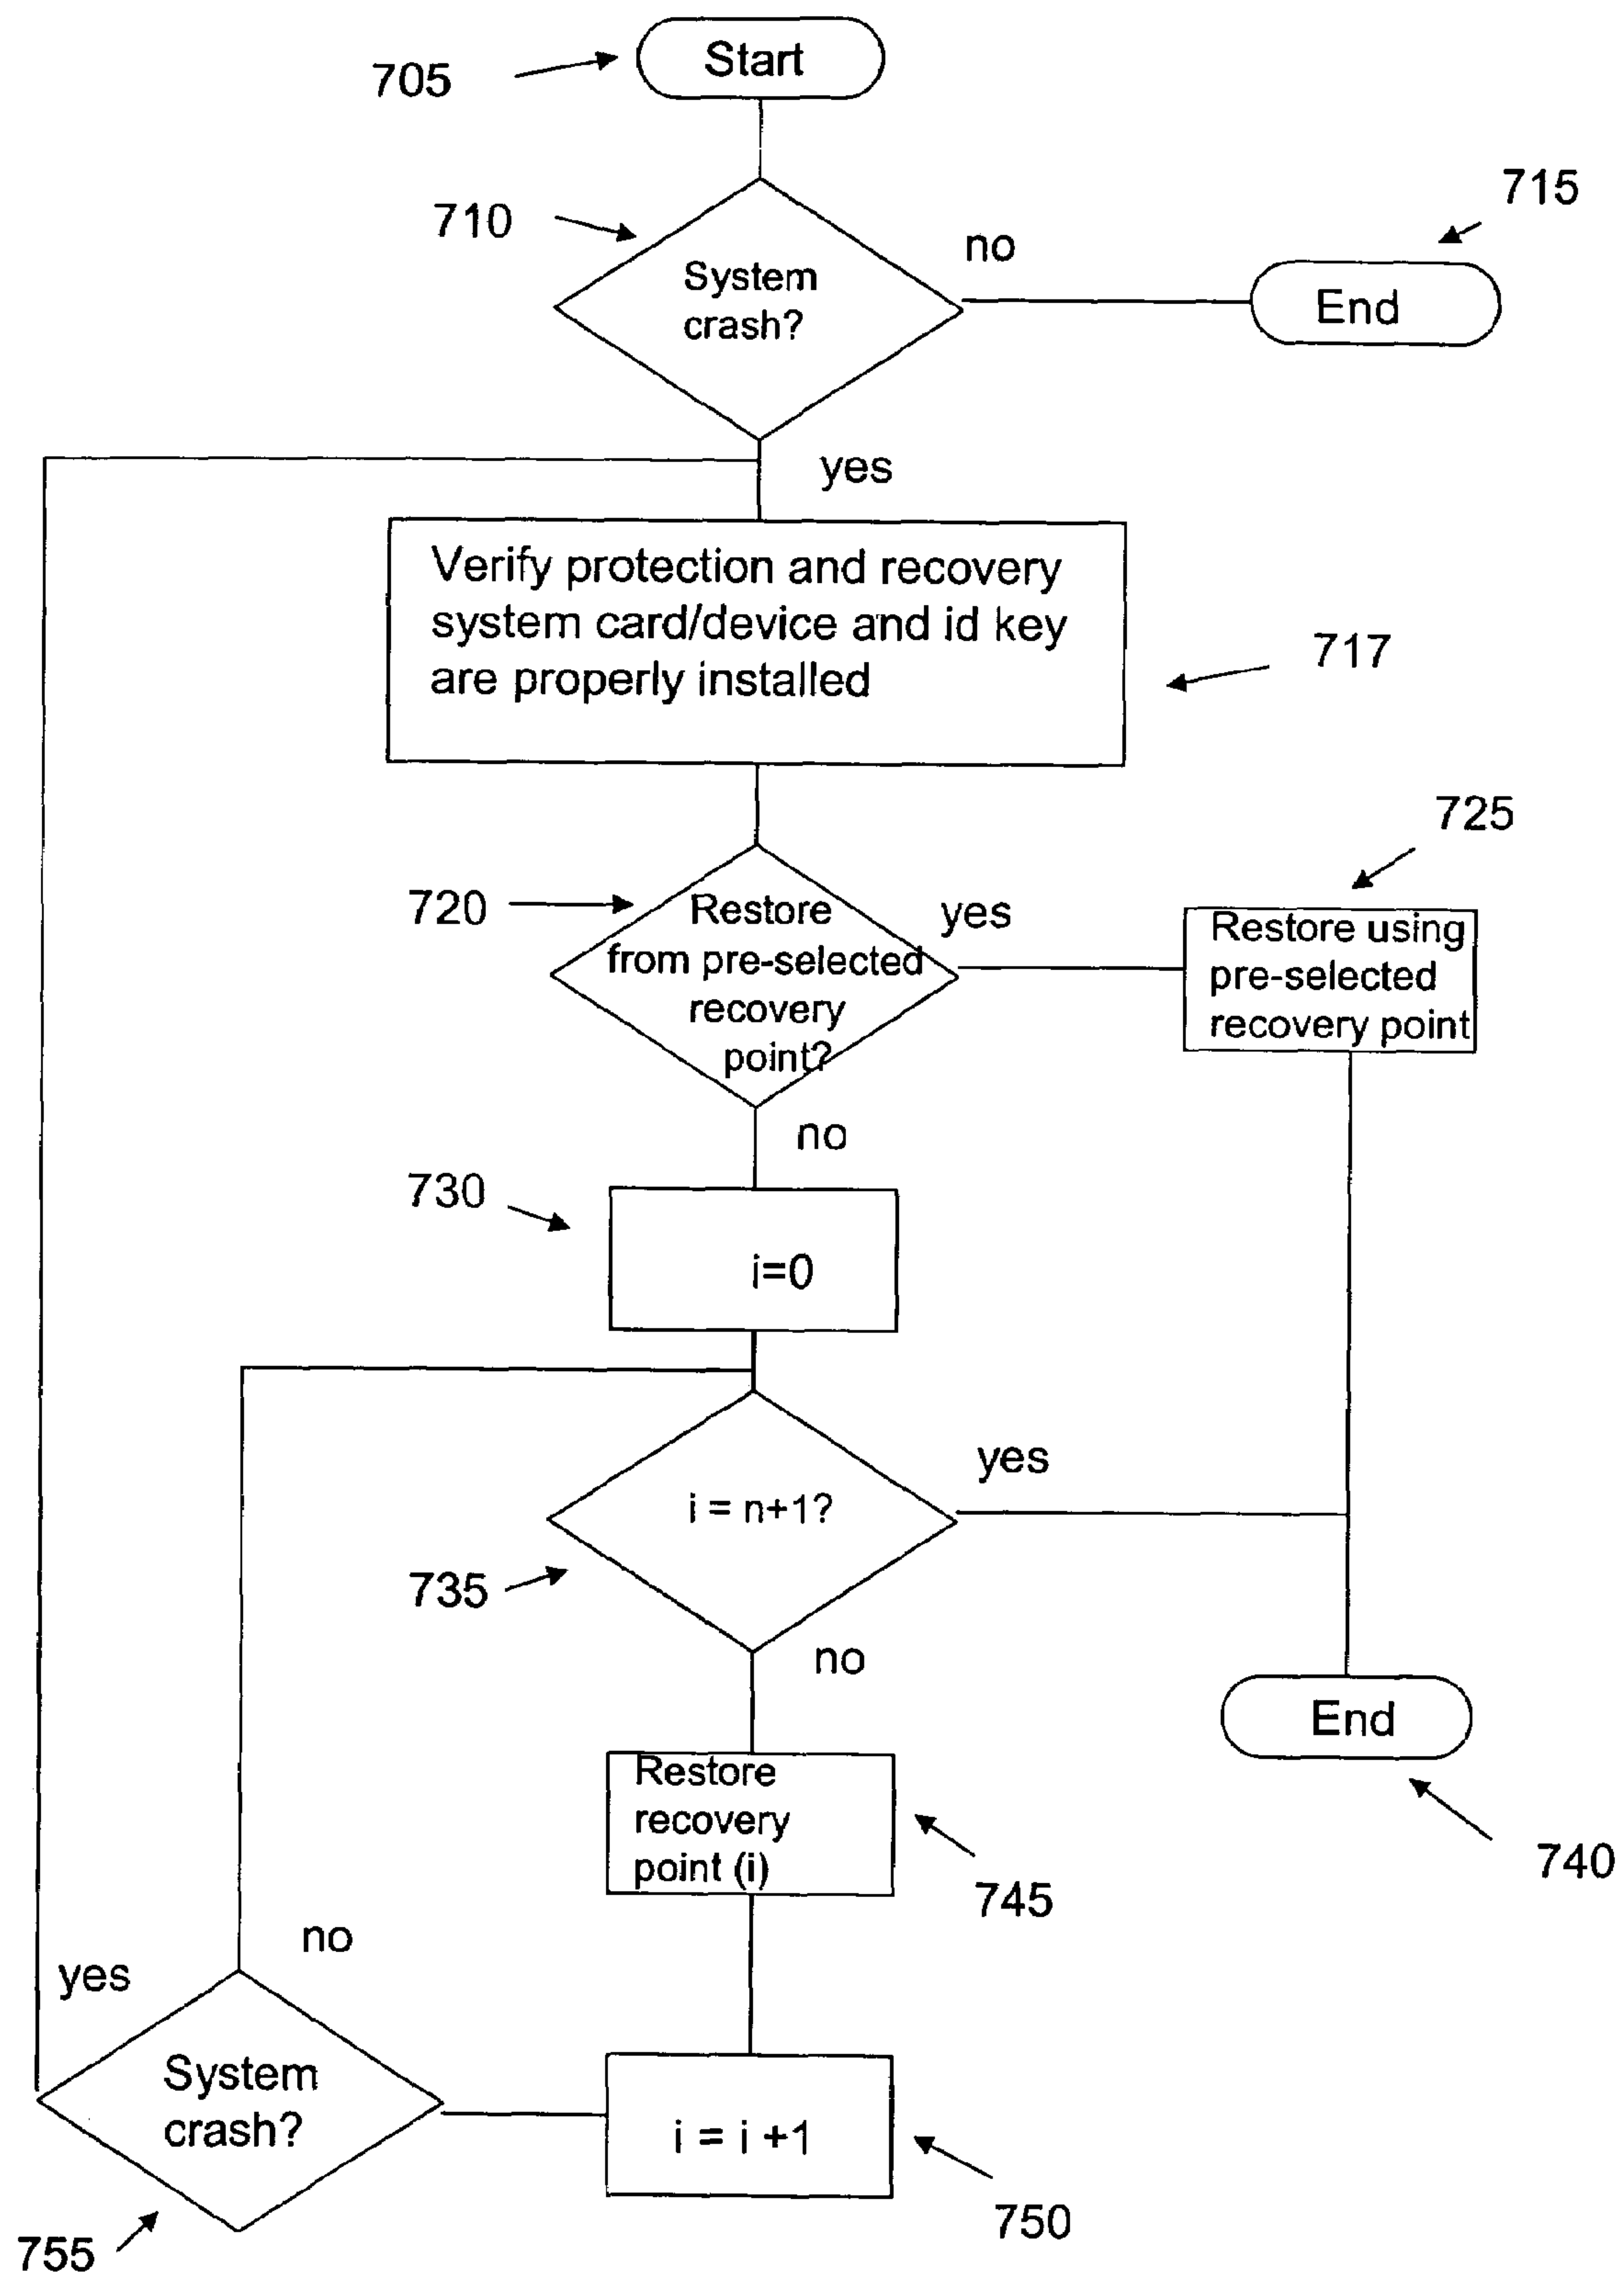 705
Start
710
System
crash?
no
715
End
yes
Verify protection and recovery
system card/device and id key
are properly installed
717
720
Restore
from pre-selected
recovery
point?
yes
725
Restore using
pre-selected
recovery point
no
730
i=0
i = n+1?
yes
735
no
End
740
Restore
recovery
point (i)
745
no
yes
System
crash?
i = i +1
750
755